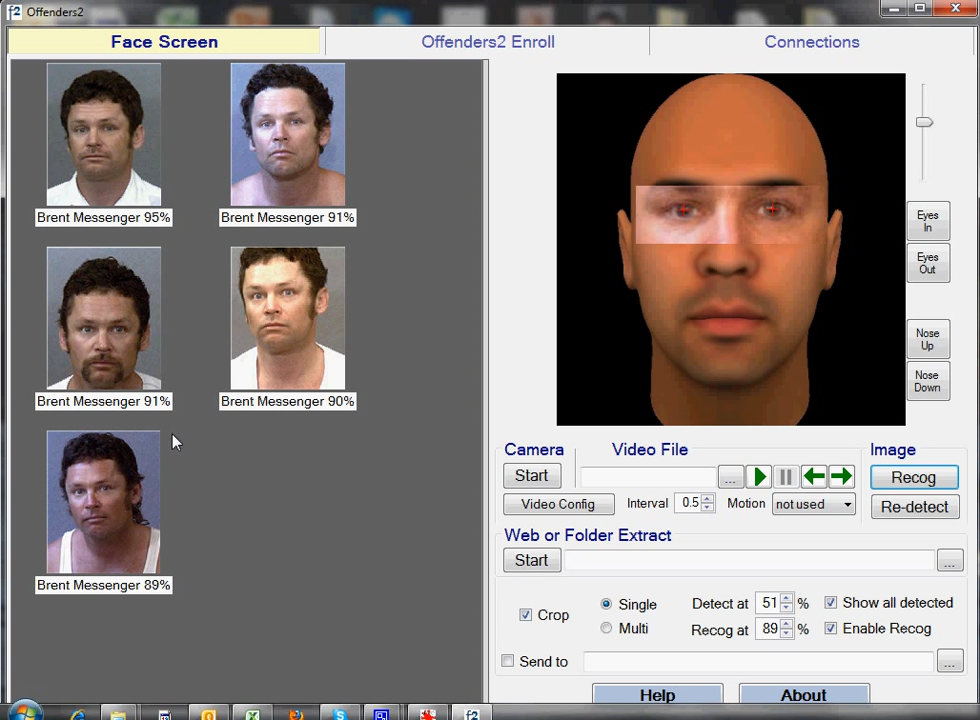 f2 Offenders2
Face Screen
Offenders2 Enroll
Connections
Brent Messenger 95%
Brent Messenger 91%
Brent Messenger 91%
Brent Messenger 90%
Brent Messenger 89%
Eyes
In
Eyes
Out
Nose
Up
Nose
Down
Camera
Video File
Image
Start
...
Recog
Video Config
Interval 0.5
Motion not used
Re-detect
Web or Folder Extract
Start
...
Crop
Single
Multi
Detect at 51 %
Recog at 89 %
Show all detected
Enable Recog
Send to
...
Help
About
f2